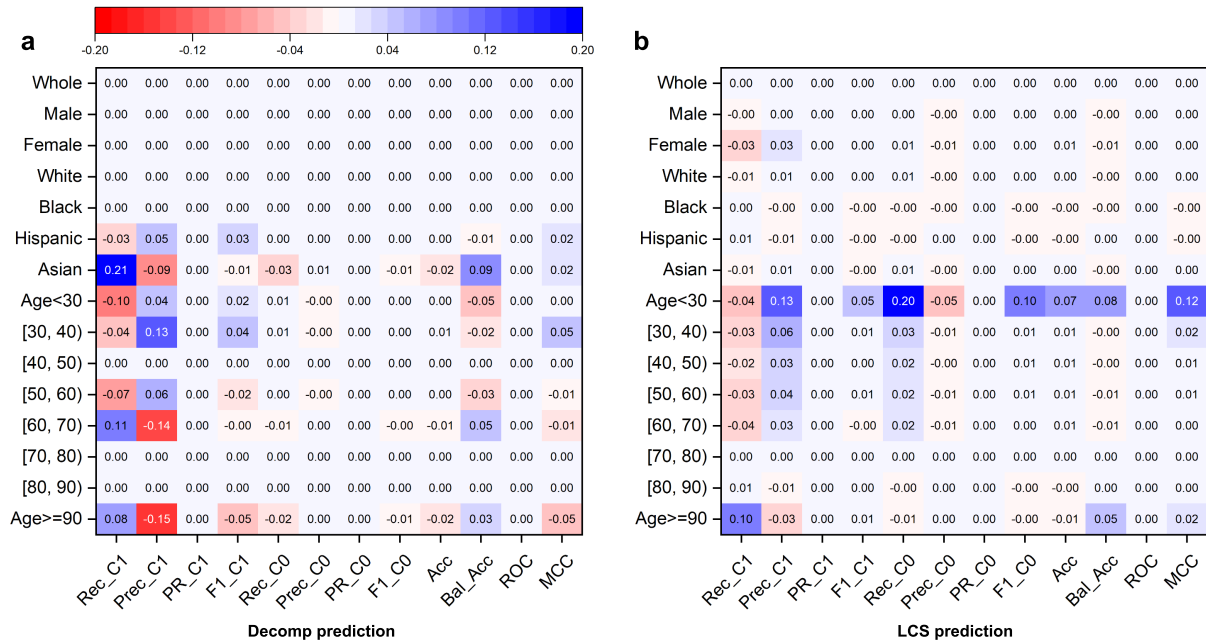 a
-0.20 -0.12 -0.04 0.04 0.12 0.20
Whole 0.00 0.00 0.00 0.00 0.00 0.00 0.00 0.00 0.00 0.00 0.00 0.00
Male 0.00 0.00 0.00 0.00 0.00 0.00 0.00 0.00 0.00 0.00 0.00 0.00
Female 0.00 0.00 0.00 0.00 0.00 0.00 0.00 0.00 0.00 0.00 0.00 0.00
White 0.00 0.00 0.00 0.00 0.00 0.00 0.00 0.00 0.00 0.00 0.00 0.00
Black 0.00 0.00 0.00 0.00 0.00 0.00 0.00 0.00 0.00 0.00 0.00 0.00
Hispanic -0.03 0.05 0.00 0.03 0.00 0.00 0.00 0.00 0.00 -0.01 0.00 0.02
Asian 0.21 -0.09 0.00 -0.01 -0.03 0.01 0.00 -0.01 -0.02 0.09 0.00 0.02
Age<30 -0.10 0.04 0.00 0.02 0.01 -0.00 0.00 0.00 0.00 -0.05 0.00 0.00
[30, 40) -0.04 0.13 0.00 0.04 0.01 -0.00 0.00 0.00 0.01 -0.02 0.00 0.05
[40, 50) 0.00 0.00 0.00 0.00 0.00 0.00 0.00 0.00 0.00 0.00 0.00 0.00
[50, 60) -0.07 0.06 0.00 -0.02 0.00 -0.00 0.00 0.00 0.00 -0.03 0.00 -0.01
[60, 70) 0.11 -0.14 0.00 -0.00 -0.01 0.00 0.00 -0.00 -0.01 0.05 0.00 -0.01
[70, 80) 0.00 0.00 0.00 0.00 0.00 0.00 0.00 0.00 0.00 0.00 0.00 0.00
[80, 90) 0.00 0.00 0.00 0.00 0.00 0.00 0.00 0.00 0.00 0.00 0.00 0.00
Age>=90 0.08 -0.15 0.00 -0.05 -0.02 0.00 0.00 -0.01 -0.02 0.03 0.00 -0.05
Rec_C1 Prec_C1 PR_C1 F1_C1 Rec_C0 Prec_C0 PR_C0 F1_C0 Acc Bal_Acc ROC MCC
Decomp prediction
b
Whole 0.00 0.00 0.00 0.00 0.00 0.00 0.00 0.00 0.00 0.00 0.00 0.00
Male -0.00 0.00 0.00 0.00 0.00 -0.00 0.00 0.00 0.00 -0.00 0.00 0.00
Female -0.03 0.03 0.00 0.00 0.01 -0.01 0.00 0.00 0.01 -0.01 0.00 0.00
White -0.01 0.01 0.00 0.00 0.01 -0.00 0.00 0.00 0.00 -0.00 0.00 0.00
Black 0.00 -0.00 0.00 -0.00 -0.00 0.00 0.00 -0.00 -0.00 -0.00 0.00 -0.00
Hispanic 0.01 -0.01 0.00 -0.00 -0.00 0.00 0.00 -0.00 -0.00 0.00 0.00 -0.00
Asian -0.01 0.01 0.00 -0.00 0.01 -0.00 0.00 0.00 0.00 -0.00 0.00 0.00
Age<30 -0.04 0.13 0.00 0.05 0.20 -0.05 0.00 0.10 0.07 0.08 0.00 0.12
[30, 40) -0.03 0.06 0.00 0.01 0.03 -0.01 0.00 0.01 0.01 -0.00 0.00 0.02
[40, 50) -0.02 0.03 0.00 0.00 0.02 -0.00 0.00 0.01 0.01 -0.00 0.00 0.01
[50, 60) -0.03 0.04 0.00 0.01 0.02 -0.01 0.00 0.01 0.01 -0.00 0.00 0.01
[60, 70) -0.04 0.03 0.00 -0.00 0.02 -0.01 0.00 0.00 0.01 -0.01 0.00 0.00
[70, 80) 0.00 0.00 0.00 0.00 0.00 0.00 0.00 0.00 0.00 0.00 0.00 0.00
[80, 90) 0.01 -0.01 0.00 0.00 -0.00 0.00 0.00 -0.00 -0.00 0.00 0.00 0.00
Age>=90 0.10 -0.03 0.00 0.01 -0.01 0.00 0.00 -0.00 -0.01 0.05 0.00 0.02
Rec_C1 Prec_C1 PR_C1 F1_C1 Rec_C0 Prec_C0 PR_C0 F1_C0 Acc Bal_Acc ROC MCC
LCS prediction